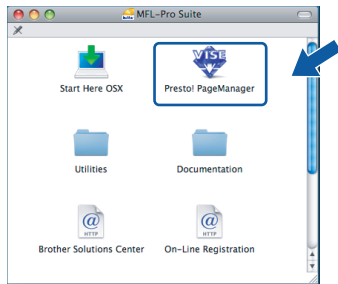 MFL-Pro Suite
VISE
Start Here OSX
Presto! PageManager
Utilities
Documentation
@
HTTP
@
HTTP
Brother Solutions Center
On-Line Registration